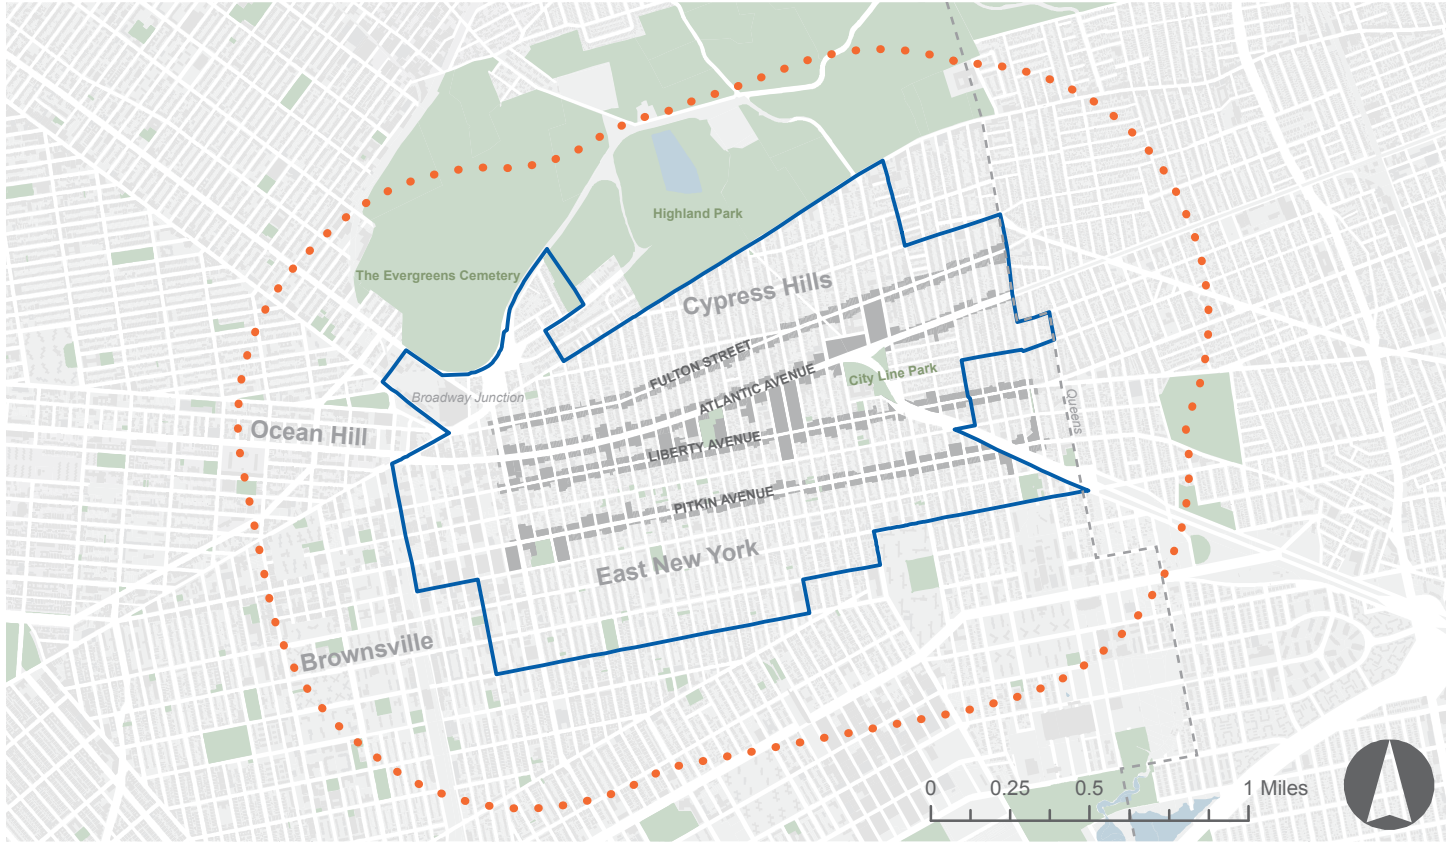 Highland Park
The Evergreens Cemetery
Cypress Hills
FULTON STREET
ATLANTIC AVENUE
City Line Park
Broadway Junction
Queens
Ocean Hill
LIBERTY AVENUE
PITKIN AVENUE
East New York
Brownsville
0 0.25 0.5 1 Miles